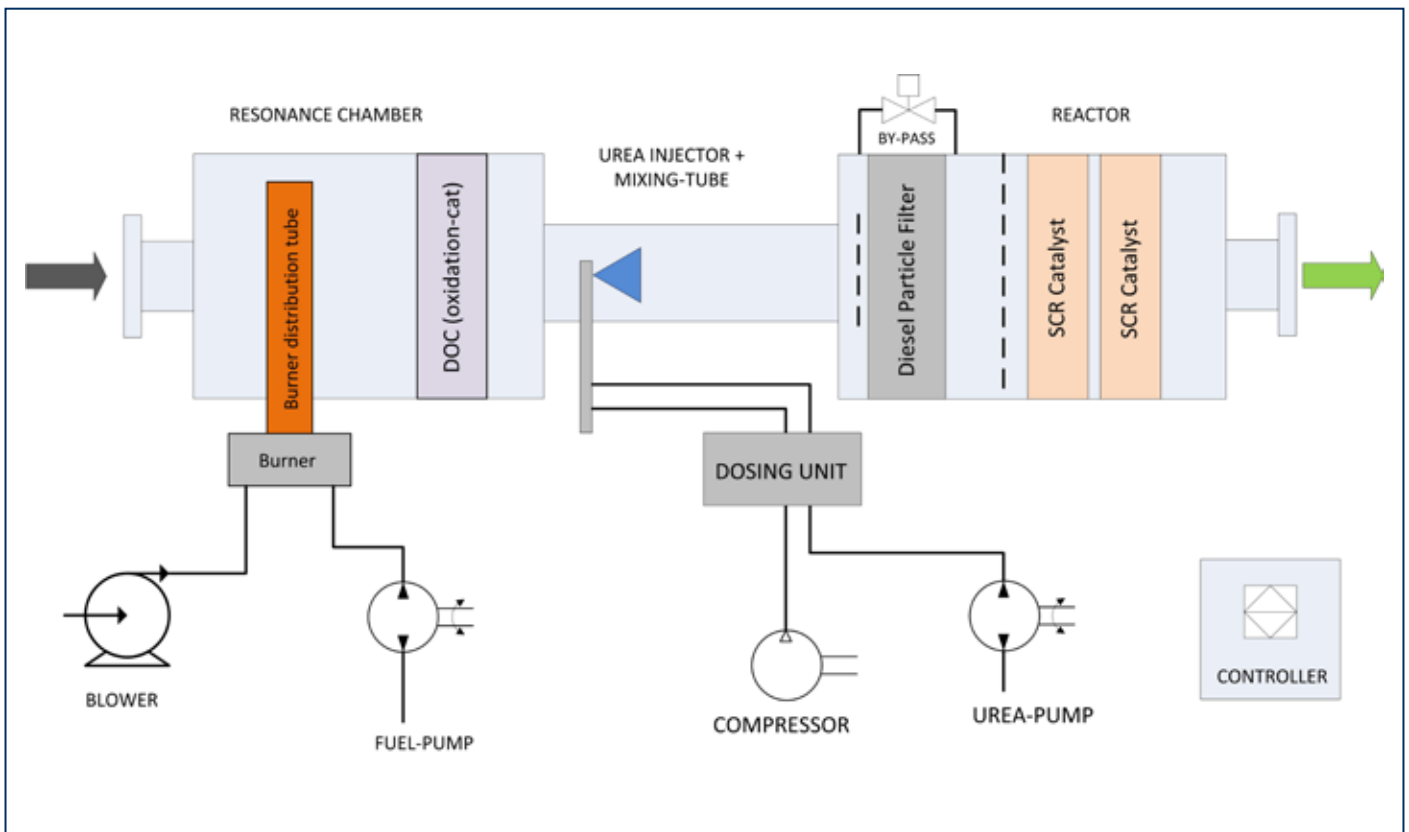 RESONANCE CHAMBER
UREA INJECTOR +
MIXING-TUBE
BY-PASS
REACTOR
Burner distribution tube
DOC (oxidation-cat)
Diesel Particle Filter
SCR Catalyst
SCR Catalyst
Burner
DOSING UNIT
BLOWER
FUEL-PUMP
COMPRESSOR
UREA-PUMP
CONTROLLER